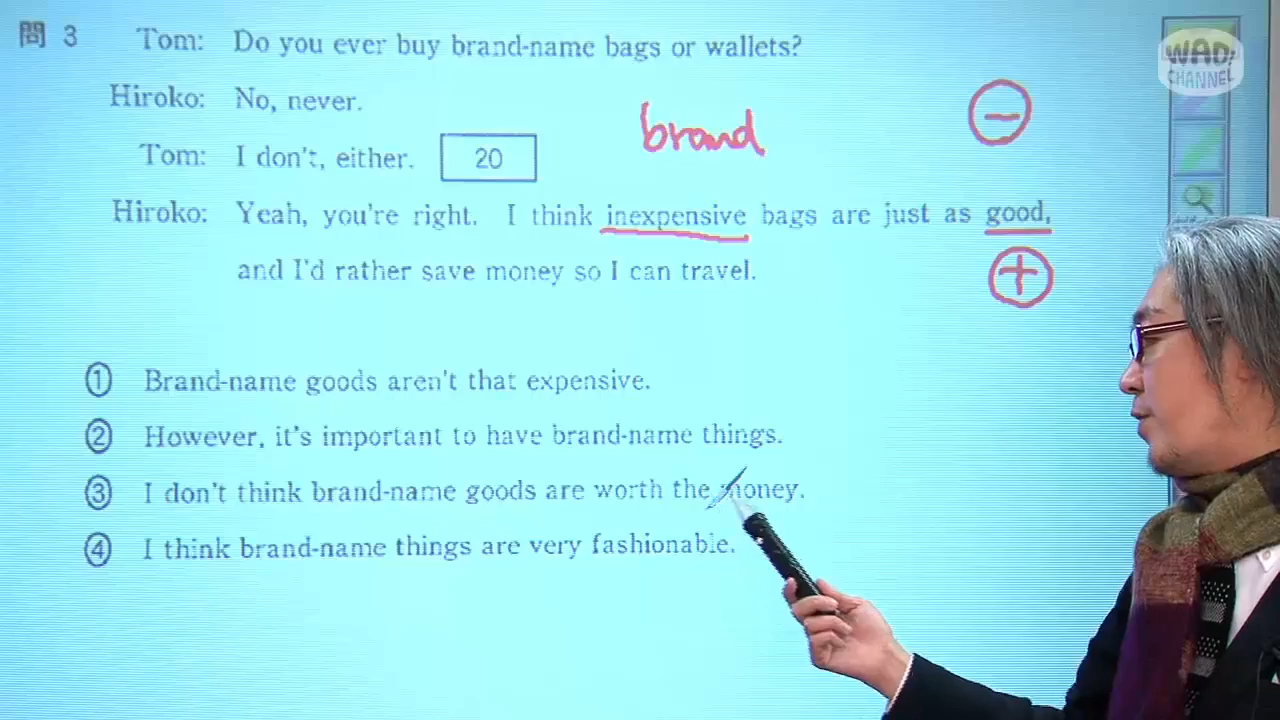 問 3 Tom: Do you ever buy brand-name bags or wallets?
WAD!
CHANNEL
Hiroko: No, never.
brand
Tom: I don't, either. 20
Hiroko: Yeah, you're right. I think inexpensive bags are just as good,
and I'd rather save money so I can travel.
① Brand-name goods aren't that expensive.
② However, it's important to have brand-name things.
③ I don't think brand-name goods are worth the money.
④ I think brand-name things are very fashionable.